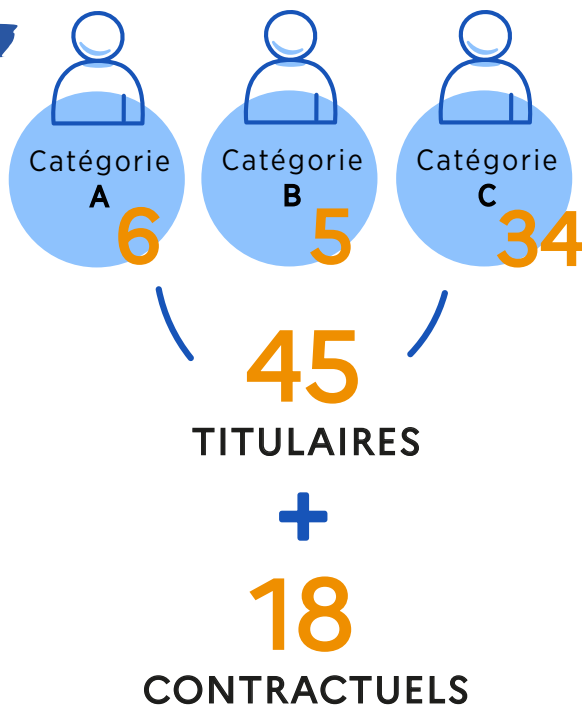 Catégorie Catégorie Catégorie
A B C
6 5 34
45
TITULAIRES
+
18
CONTRACTUELS